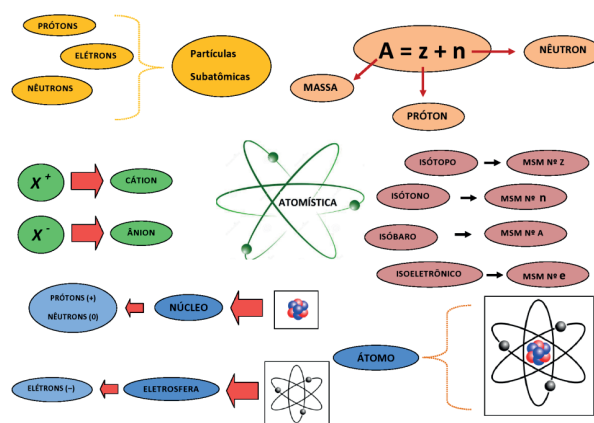 PRÓTONS
ELÉTRONS
NÊUTRONS
Partículas
Subatômicas
A = z + n
NÊUTRON
MASSA
PRÓTON
X⁺
CÁTION
X⁻
ÂNION
ATOMÍSTICA
ISÓTOPO
MSM Nº Z
ISÓTONO
MSM Nº n
ISÓBARO
MSM Nº A
ISOELETRÔNICO
MSM Nº e
PRÓTONS (+)
NÊUTRONS (0)
NÚCLEO
ÁTOMO
ELÉTRONS (–)
ELETROSFERA